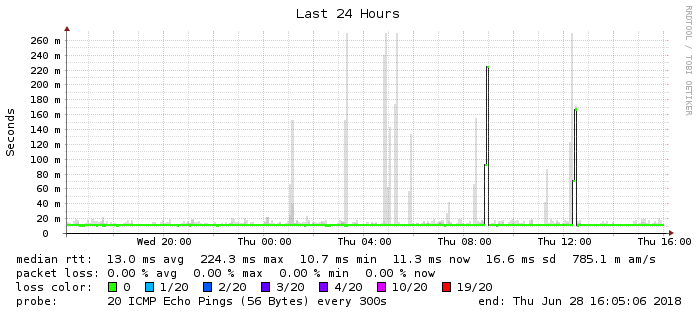 Last 24 Hours
RRDTOOL / TOBI OETIKER
Seconds
260 m
240 m
220 m
200 m
180 m
160 m
140 m
120 m
100 m
80 m
60 m
40 m
20 m
0
Wed 20:00 Thu 00:00 Thu 04:00 Thu 08:00 Thu 12:00 Thu 16:00
median rtt: 13.0 ms avg 224.3 ms max 10.7 ms min 11.3 ms now 16.6 ms sd 785.1 m am/s
packet loss: 0.00 % avg 0.00 % max 0.00 % min 0.00 % now
loss color: 0 1/20 2/20 3/20 4/20 10/20 19/20
probe: 20 ICMP Echo Pings (56 Bytes) every 300s end: Thu Jun 28 16:05:06 2018